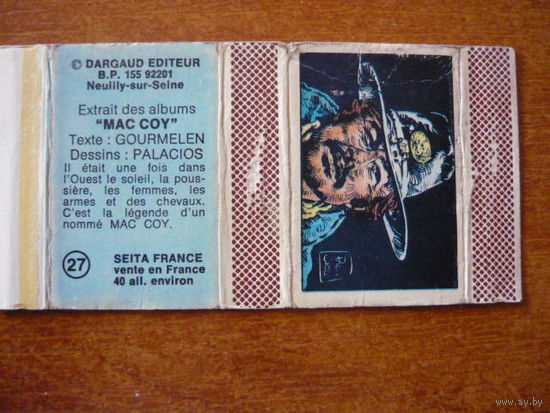 © DARGAUD EDITEUR
B.P. 155 92201
Neuilly-sur-Seine
Extrait des albums
"MAC COY"
Texte : GOURMELEN
Dessins : PALACIOS
Il était une fois dans
l'Ouest le soleil, la pous-
sière, les femmes, les
armes et des chevaux.
C'est la légende d'un
nommé MAC COY.
27
SEITA FRANCE
vente en France
40 all. environ
www.ay.by